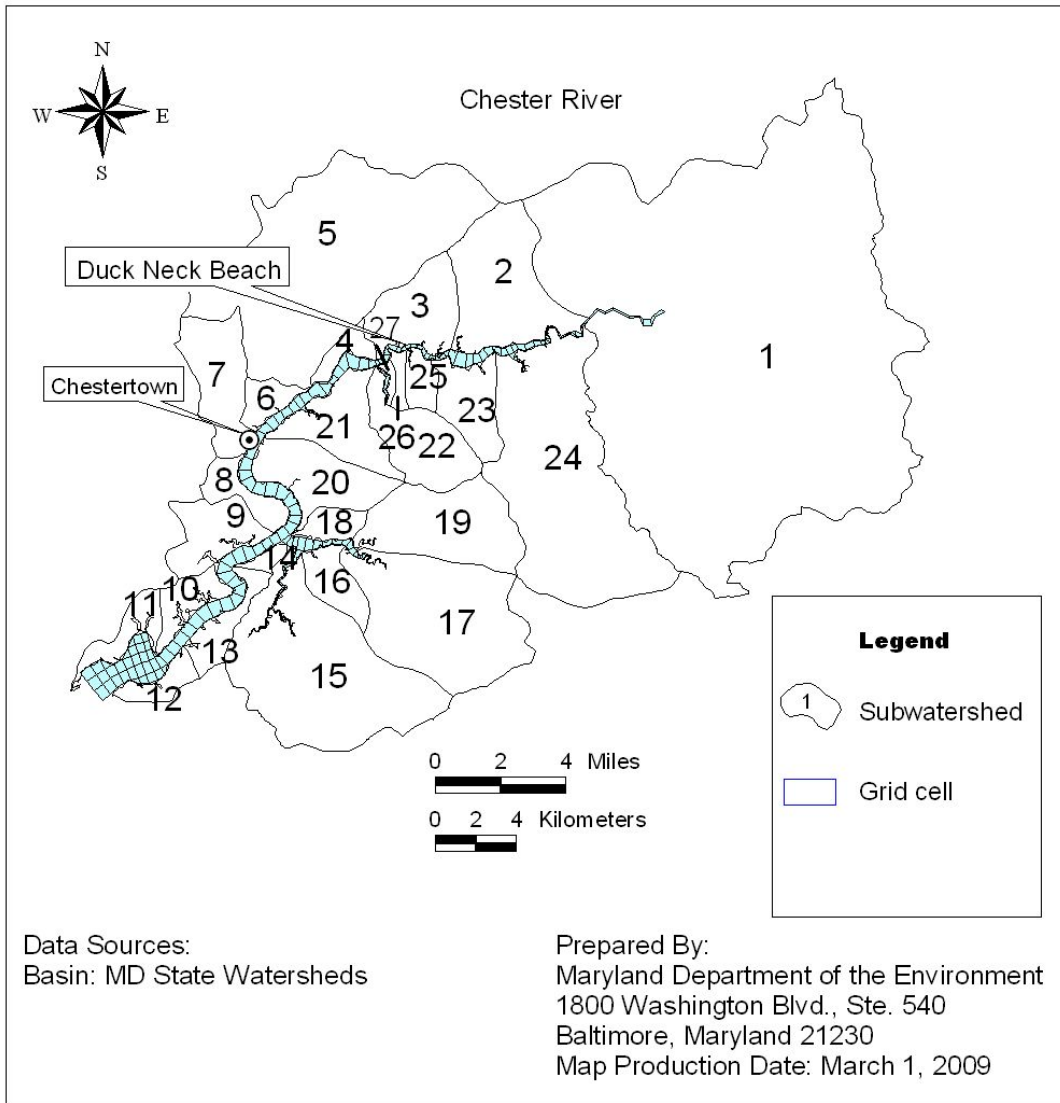 N
W E
S
Chester River
5
2
Duck Neck Beach
3
27
4
1
7
25
Chestertown
6
23
21
26
22
24
8
20
9
18
19
14
16
10
11
17
13
15
12
0 2 4 Miles
0 2 4 Kilometers
Legend
1 Subwatershed
Grid cell
Data Sources:
Basin: MD State Watersheds
Prepared By:
Maryland Department of the Environment
1800 Washington Blvd., Ste. 540
Baltimore, Maryland 21230
Map Production Date: March 1, 2009